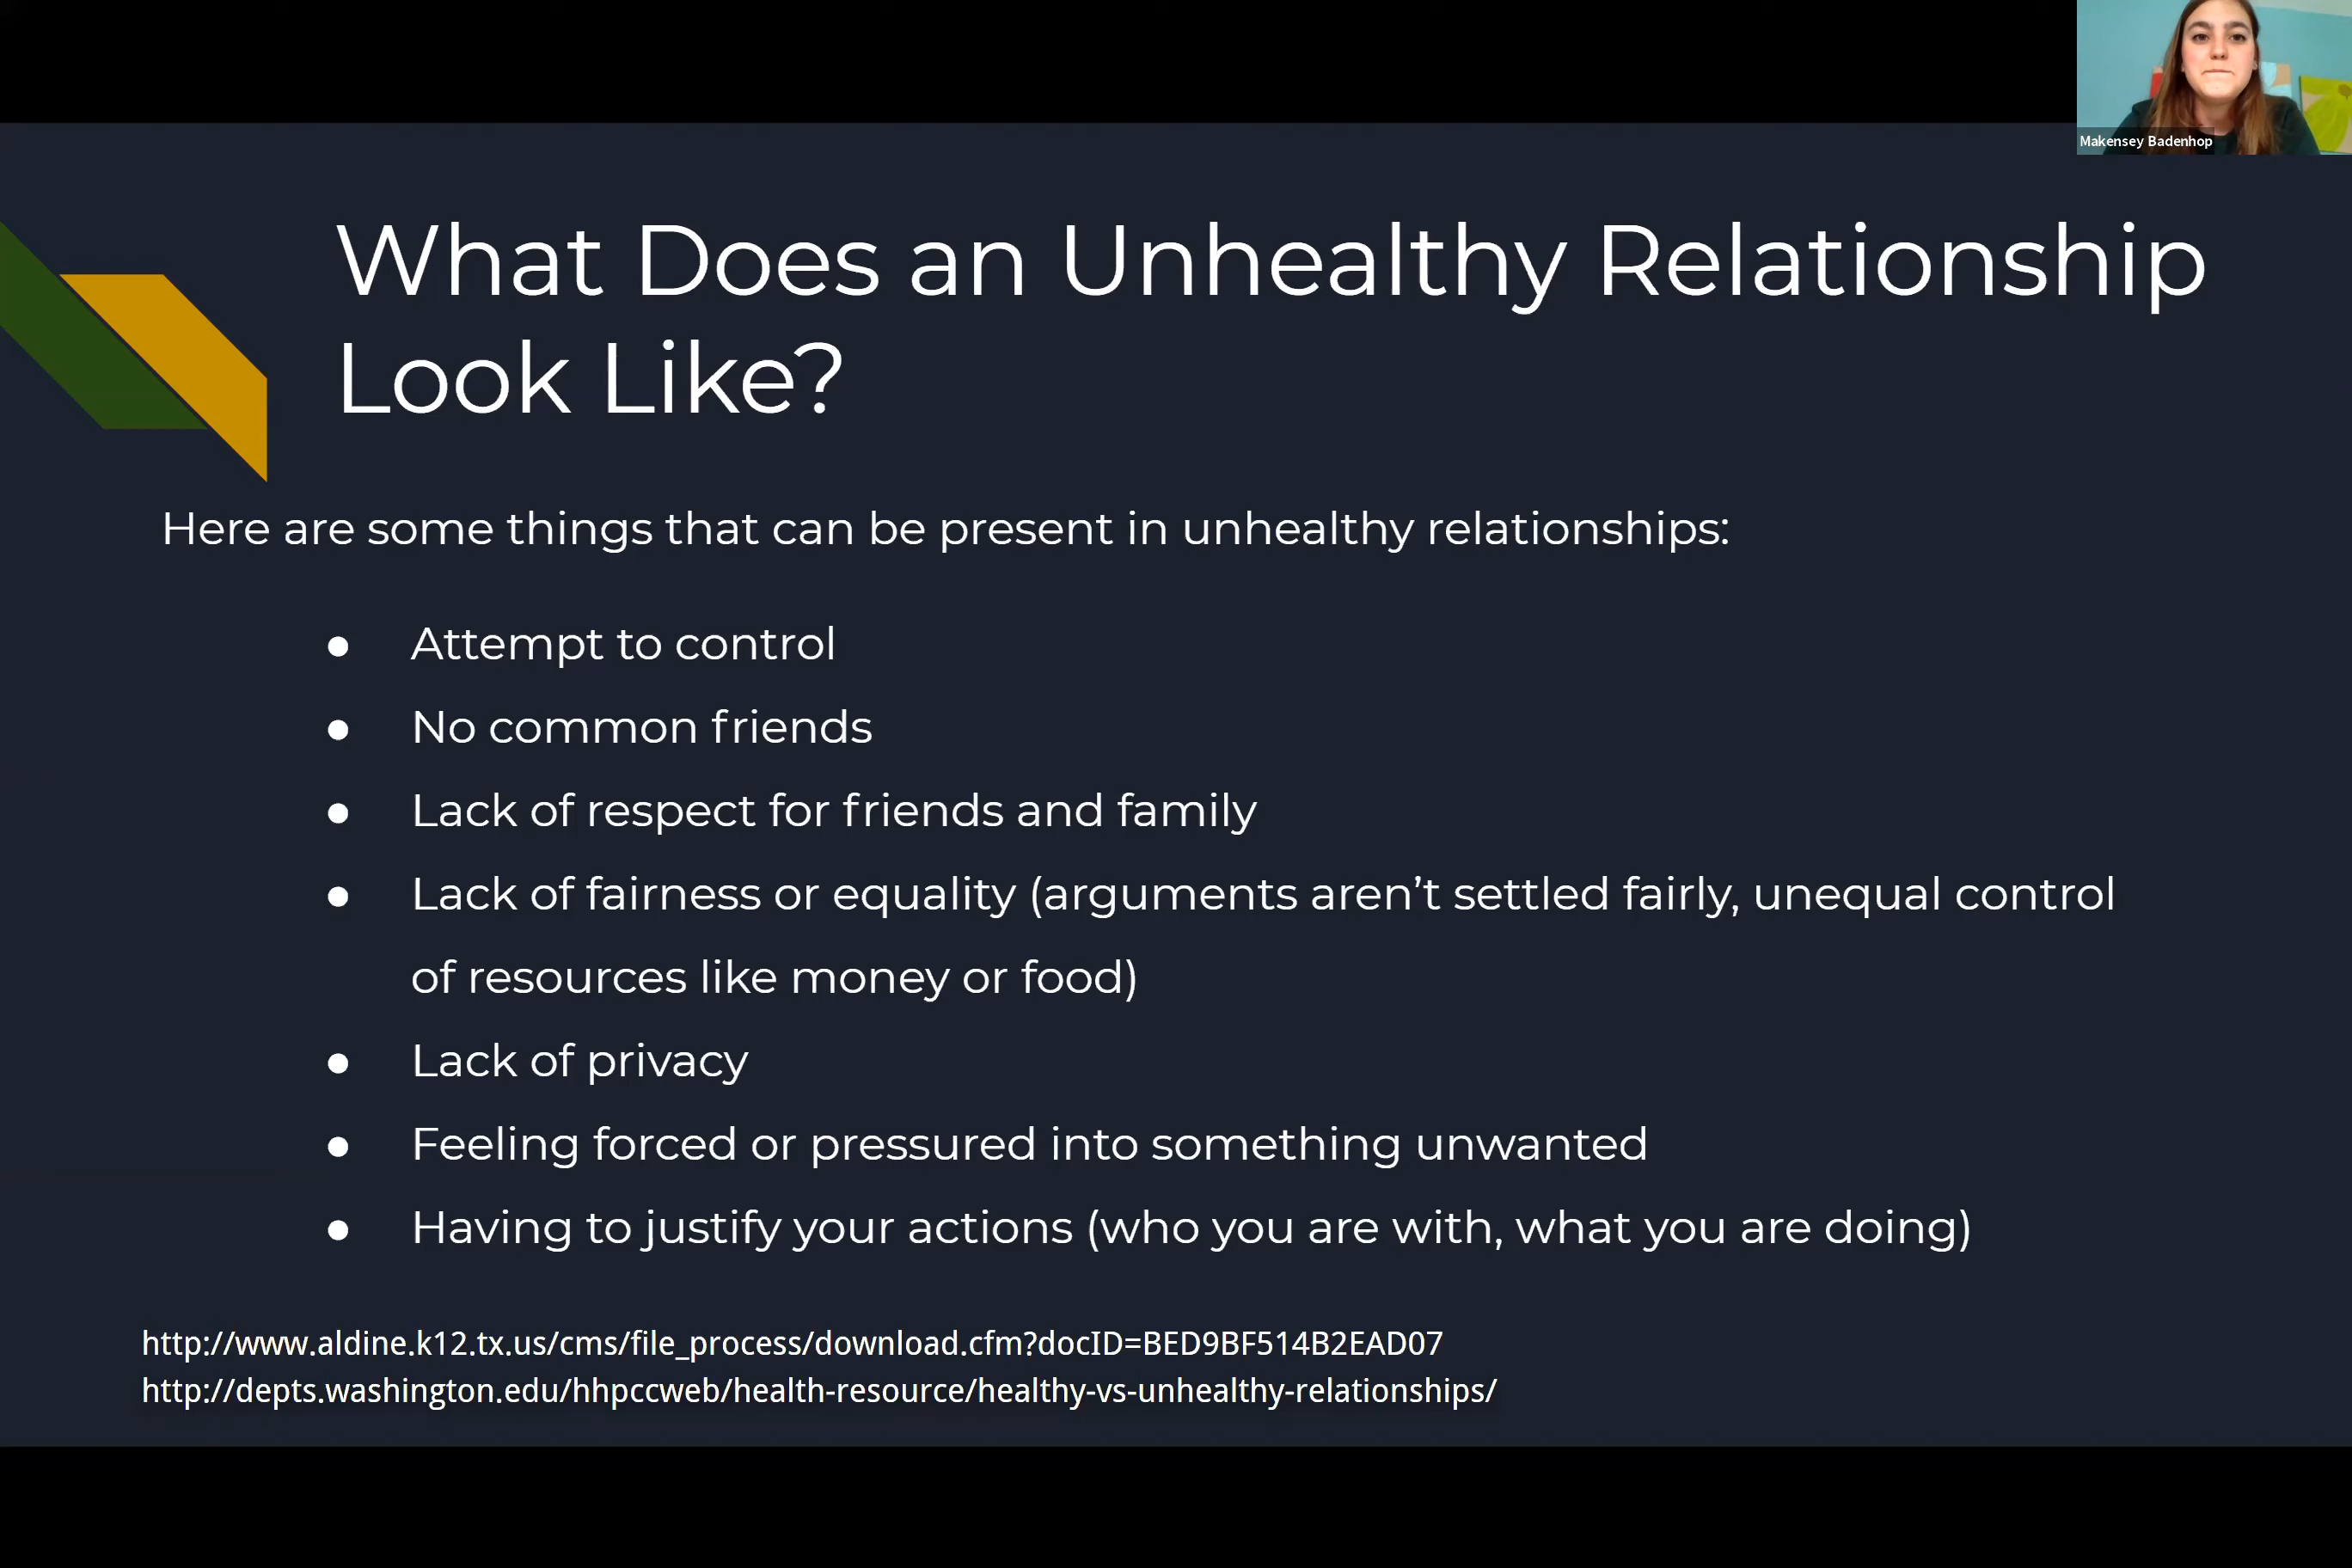 Makensey Badenhop
What Does an Unhealthy Relationship
Look Like?
Here are some things that can be present in unhealthy relationships:
● Attempt to control
● No common friends
● Lack of respect for friends and family
● Lack of fairness or equality (arguments aren’t settled fairly, unequal control
of resources like money or food)
● Lack of privacy
● Feeling forced or pressured into something unwanted
● Having to justify your actions (who you are with, what you are doing)
http://www.aldine.k12.tx.us/cms/file_process/download.cfm?docID=BED9BF514B2EAD07
http://depts.washington.edu/hhpccweb/health-resource/healthy-vs-unhealthy-relationships/